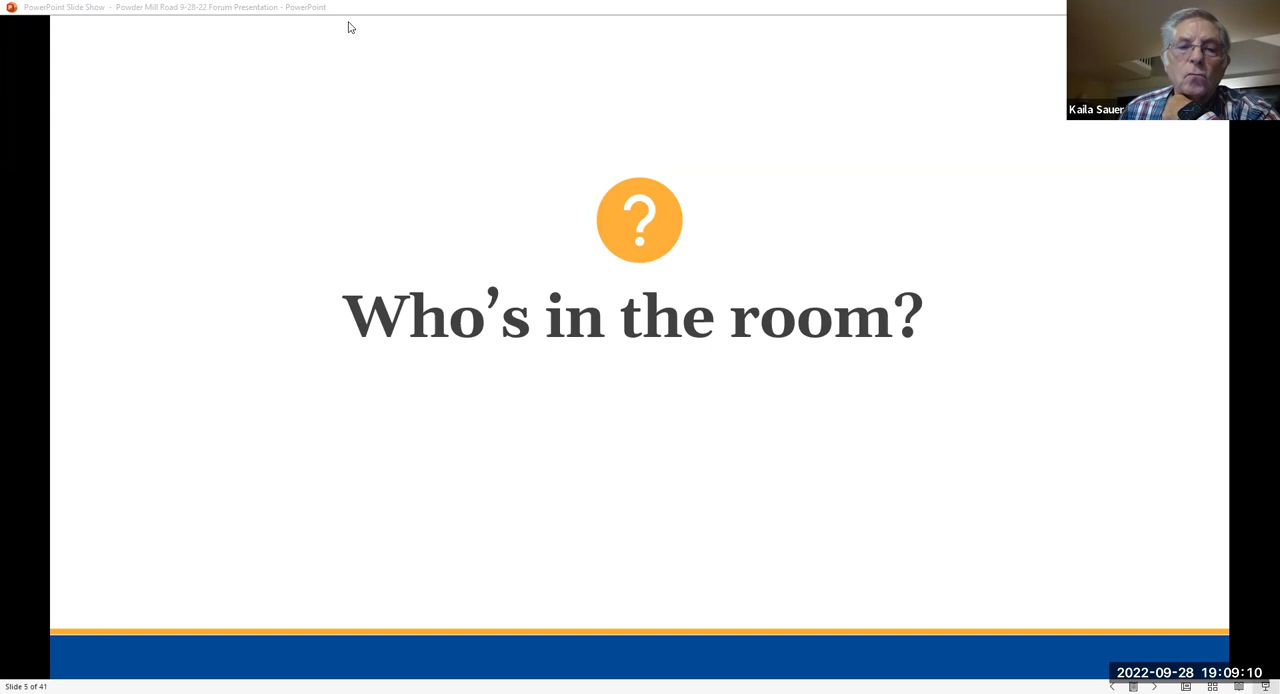 PowerPoint Slide Show - Powder Mill Road 9-28-22 Forum Presentation - PowerPoint
Kaila Sauer
?
Who's in the room?
2022-09-28 19:09:10
Slide 5 of 41